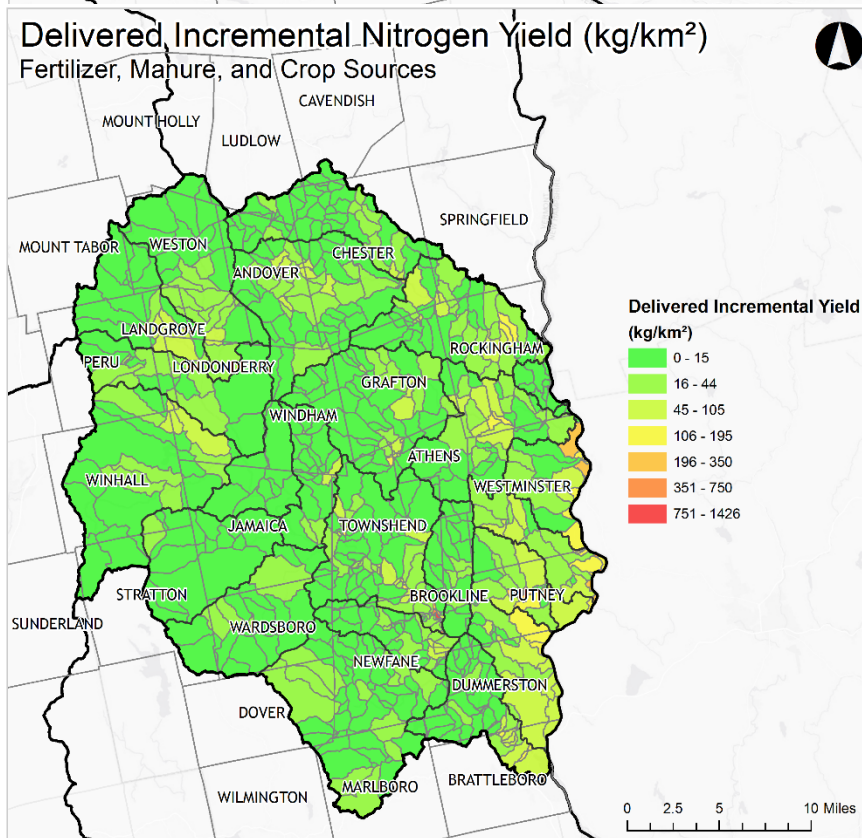 Delivered Incremental Nitrogen Yield (kg/km²)
Fertilizer, Manure, and Crop Sources
CAVENDISH
MOUNT HOLLY
LUDLOW
SPRINGFIELD
MOUNT TABOR
WESTON
CHESTER
ANDOVER
LANDGROVE
ROCKINGHAM
PERU
LONDONDERRY
GRAFTON
WINDHAM
ATHENS
WINHALL
WESTMINSTER
JAMAICA
TOWNSHEND
STRATTON
BROOKLINE
PUTNEY
SUNDERLAND
WARDSBORO
NEWFANE
DUMMERSTON
DOVER
BRATTLEBORO
MARLBORO
WILMINGTON
Delivered Incremental Yield
(kg/km²)
0 - 15
16 - 44
45 - 105
106 - 195
196 - 350
351 - 750
751 - 1426
0 2.5 5 10 Miles